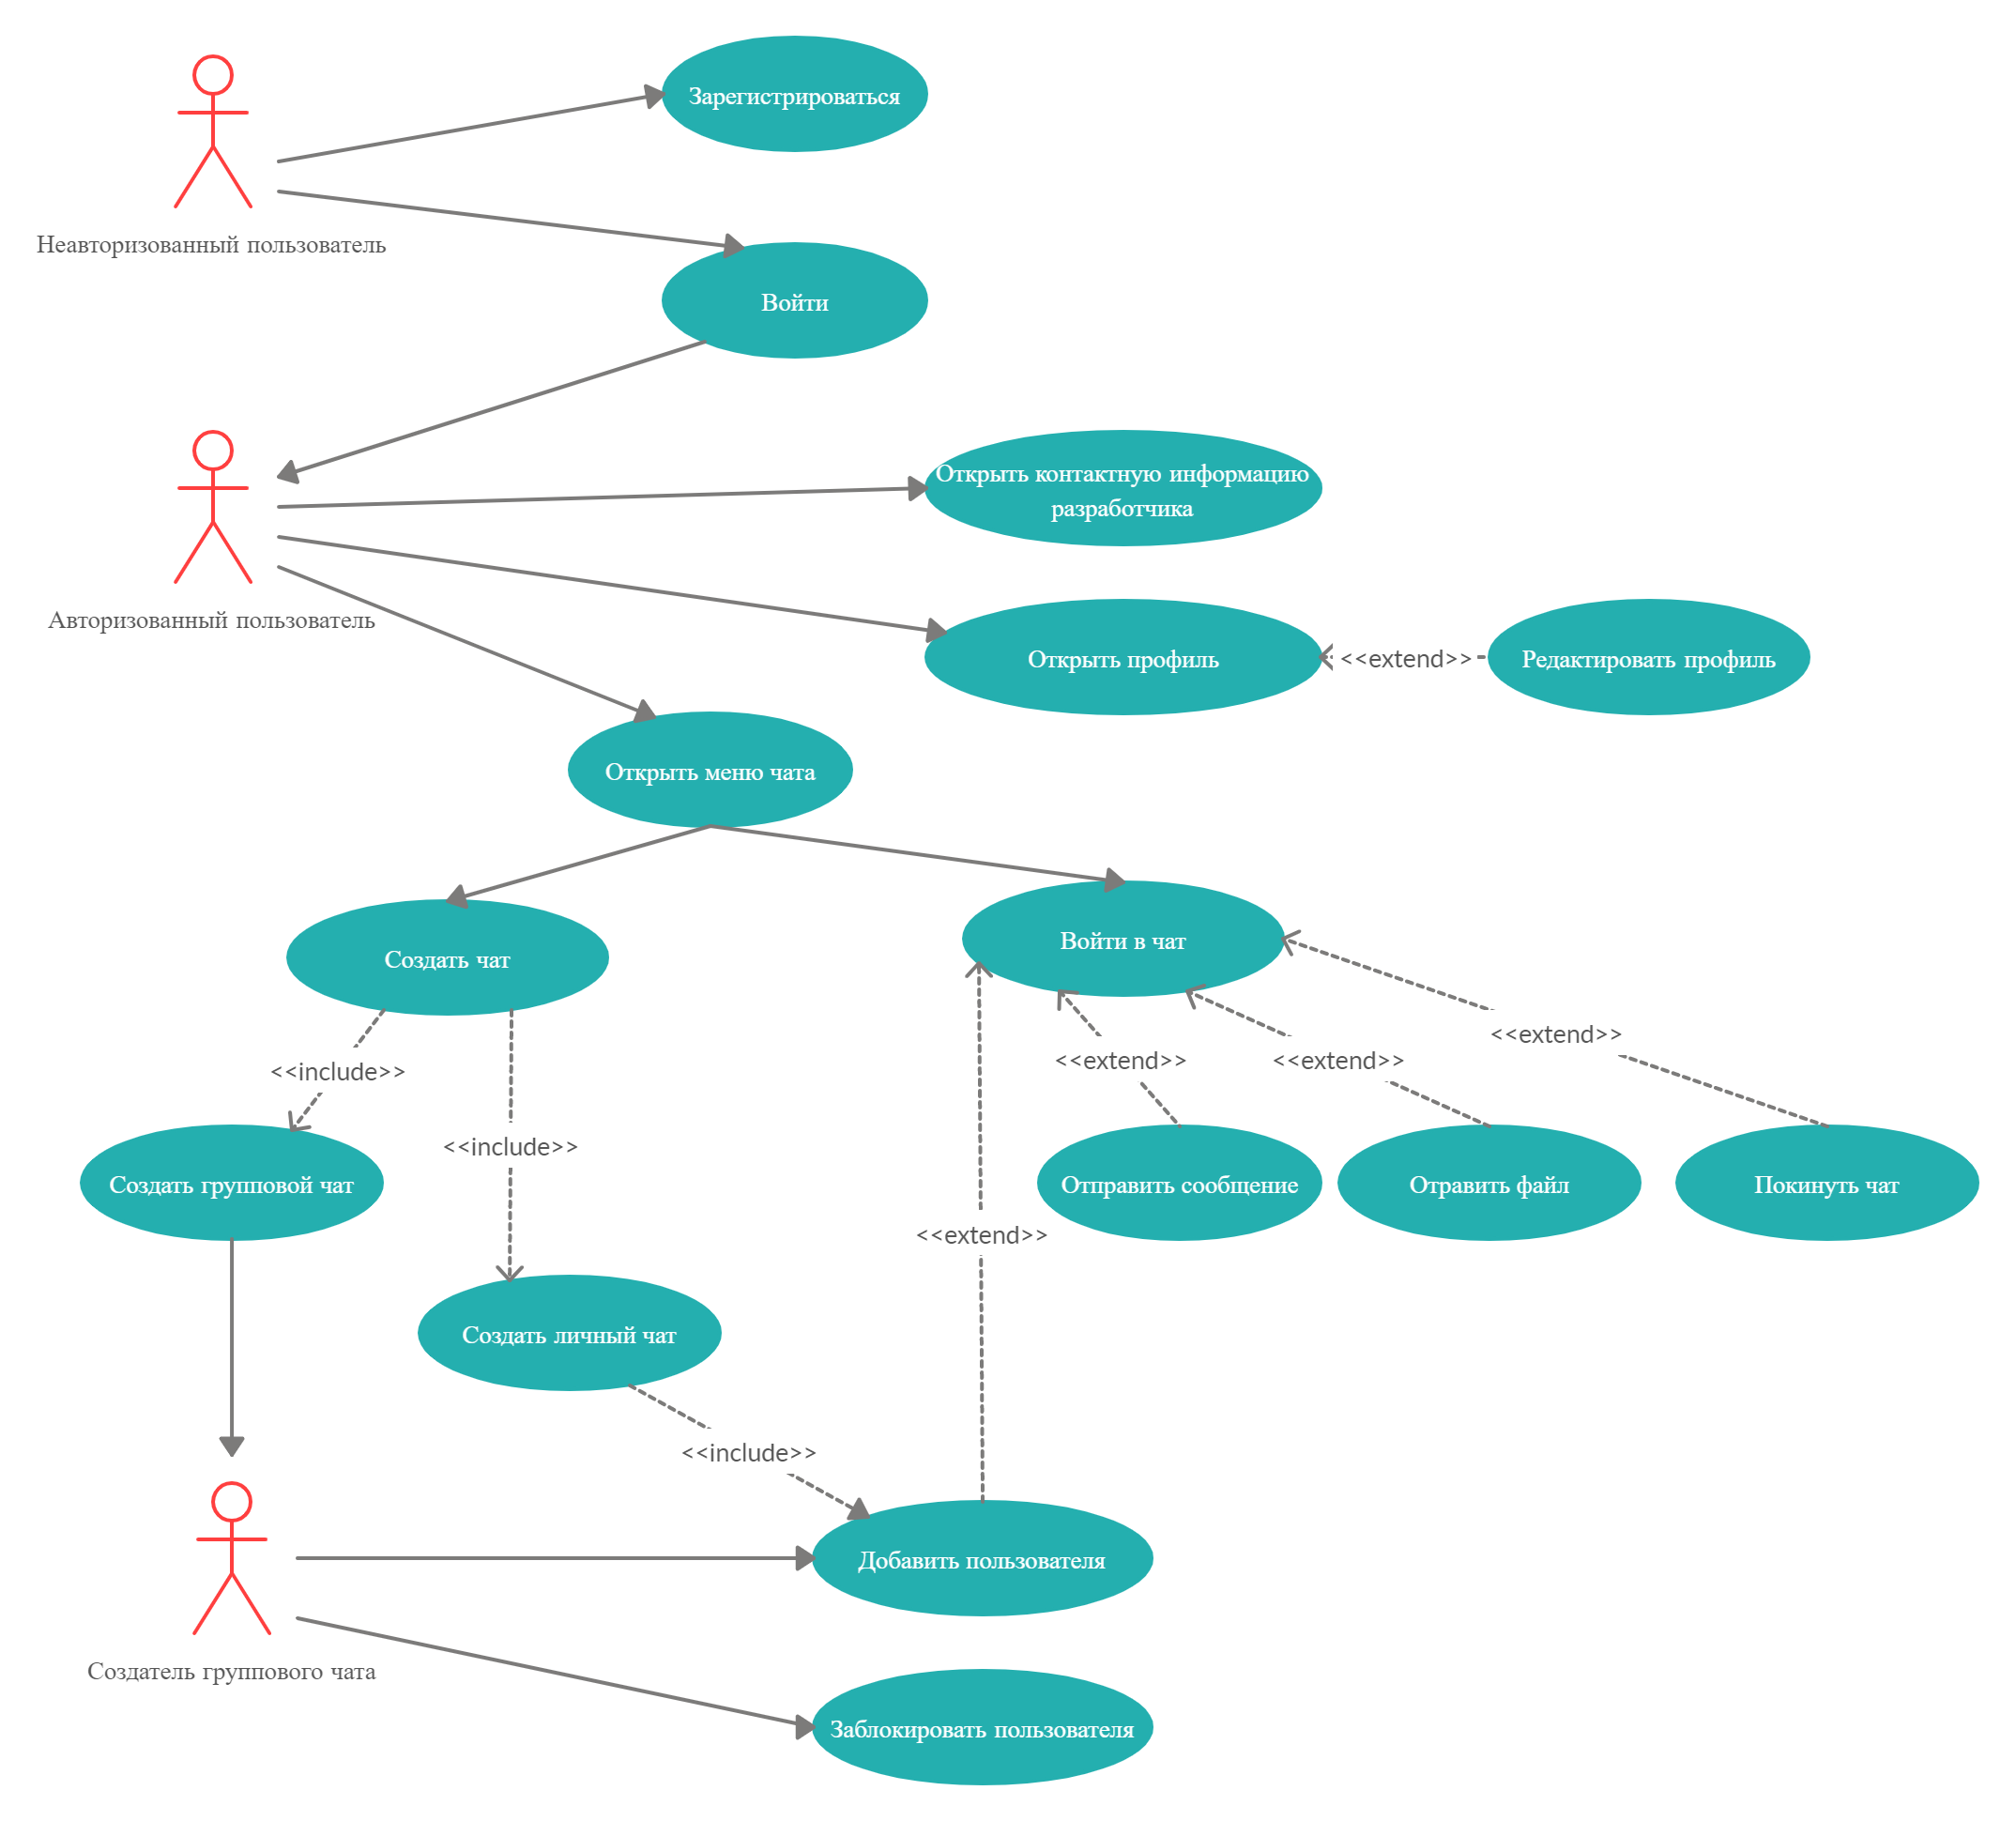 Зарегистрироваться
Неавторизованный пользователь
Войти
Открыть контактную информацию
разработчика
Авторизованный пользователь
Открыть профиль
<<extend>>
Редактировать профиль
Открыть меню чата
Создать чат
Войти в чат
<<extend>>
<<include>>
<<extend>>
<<extend>>
<<include>>
Создать групповой чат
Отправить сообщение
Отравить файл
Покинуть чат
<<extend>>
Создать личный чат
<<include>>
Добавить пользователя
Создатель группового чата
Заблокировать пользователя